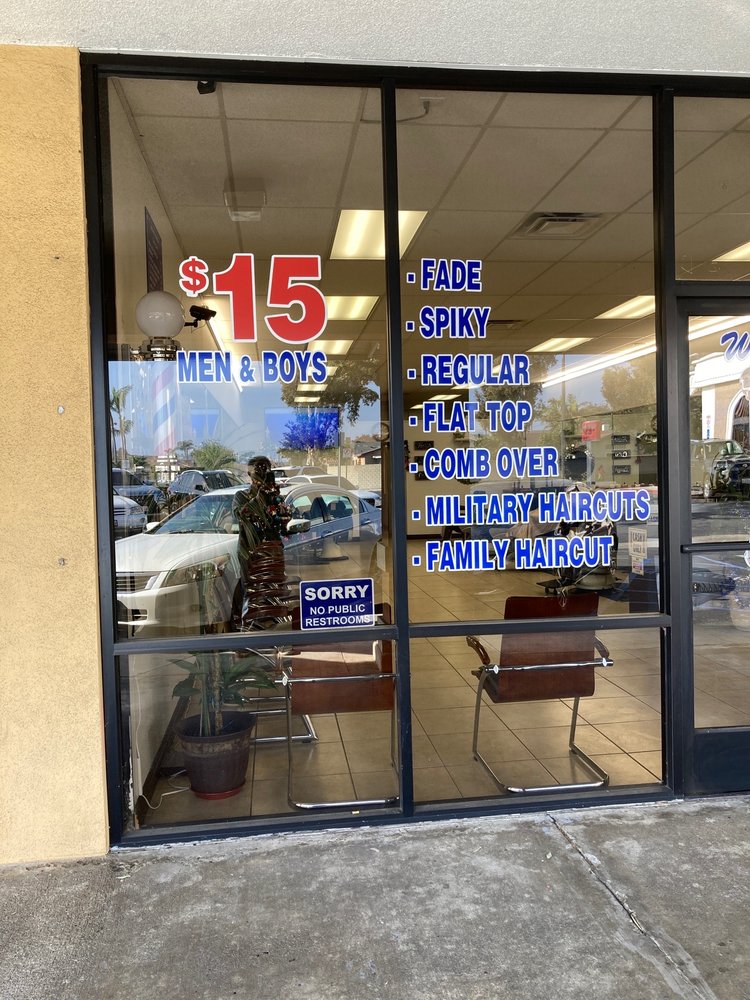 $15
MEN & BOYS
· FADE
· SPIKY
· REGULAR
· FLAT TOP
· COMB OVER
· MILITARY HAIRCUTS
· FAMILY HAIRCUT
SORRY
NO PUBLIC
RESTROOMS